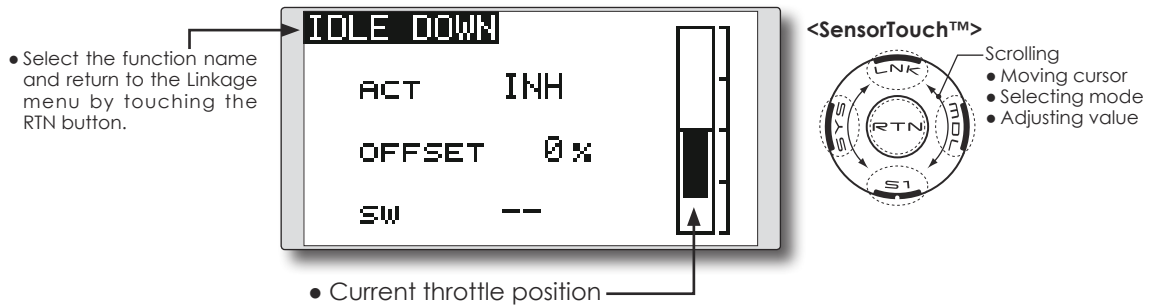 ● Select the function name
and return to the Linkage
menu by touching the
RTN button.
IDLE DOWN
ACT INH
OFFSET 0%
SW --
● Current throttle position
<SensorTouch™>
Scrolling
● Moving cursor
● Selecting mode
● Adjusting value
LNK
SYS
RTN
MDL
S1